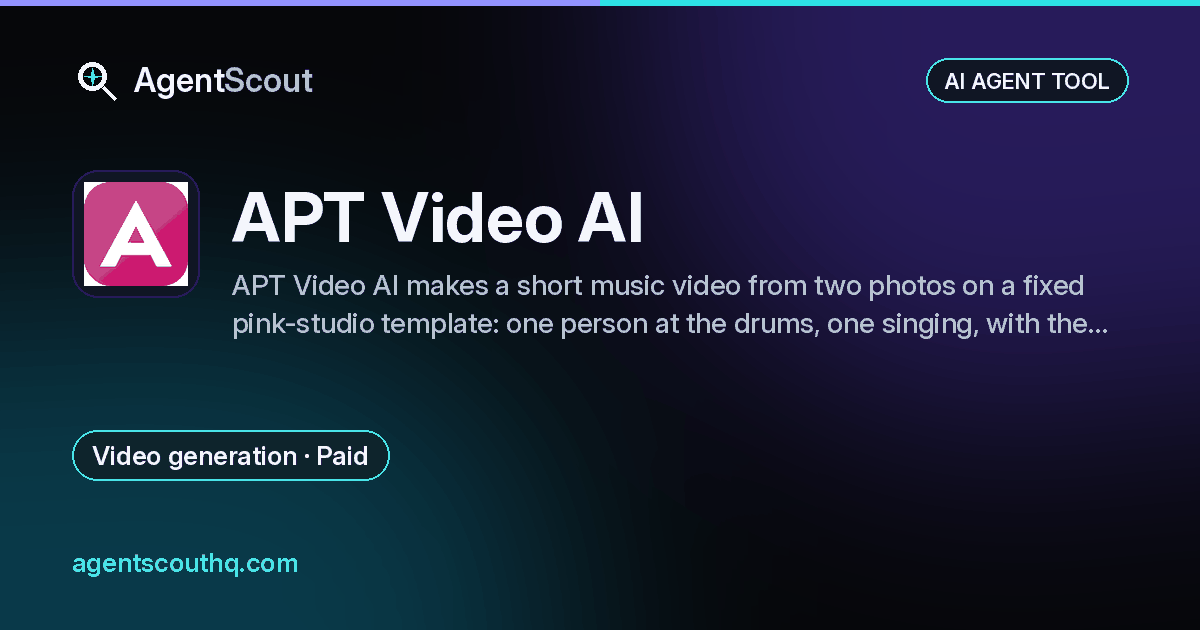 AgentScout
AI AGENT TOOL
A
APT Video AI
APT Video AI makes a short music video from two photos on a fixed
pink-studio template: one person at the drums, one singing, with the...
Video generation · Paid
agentscouthq.com